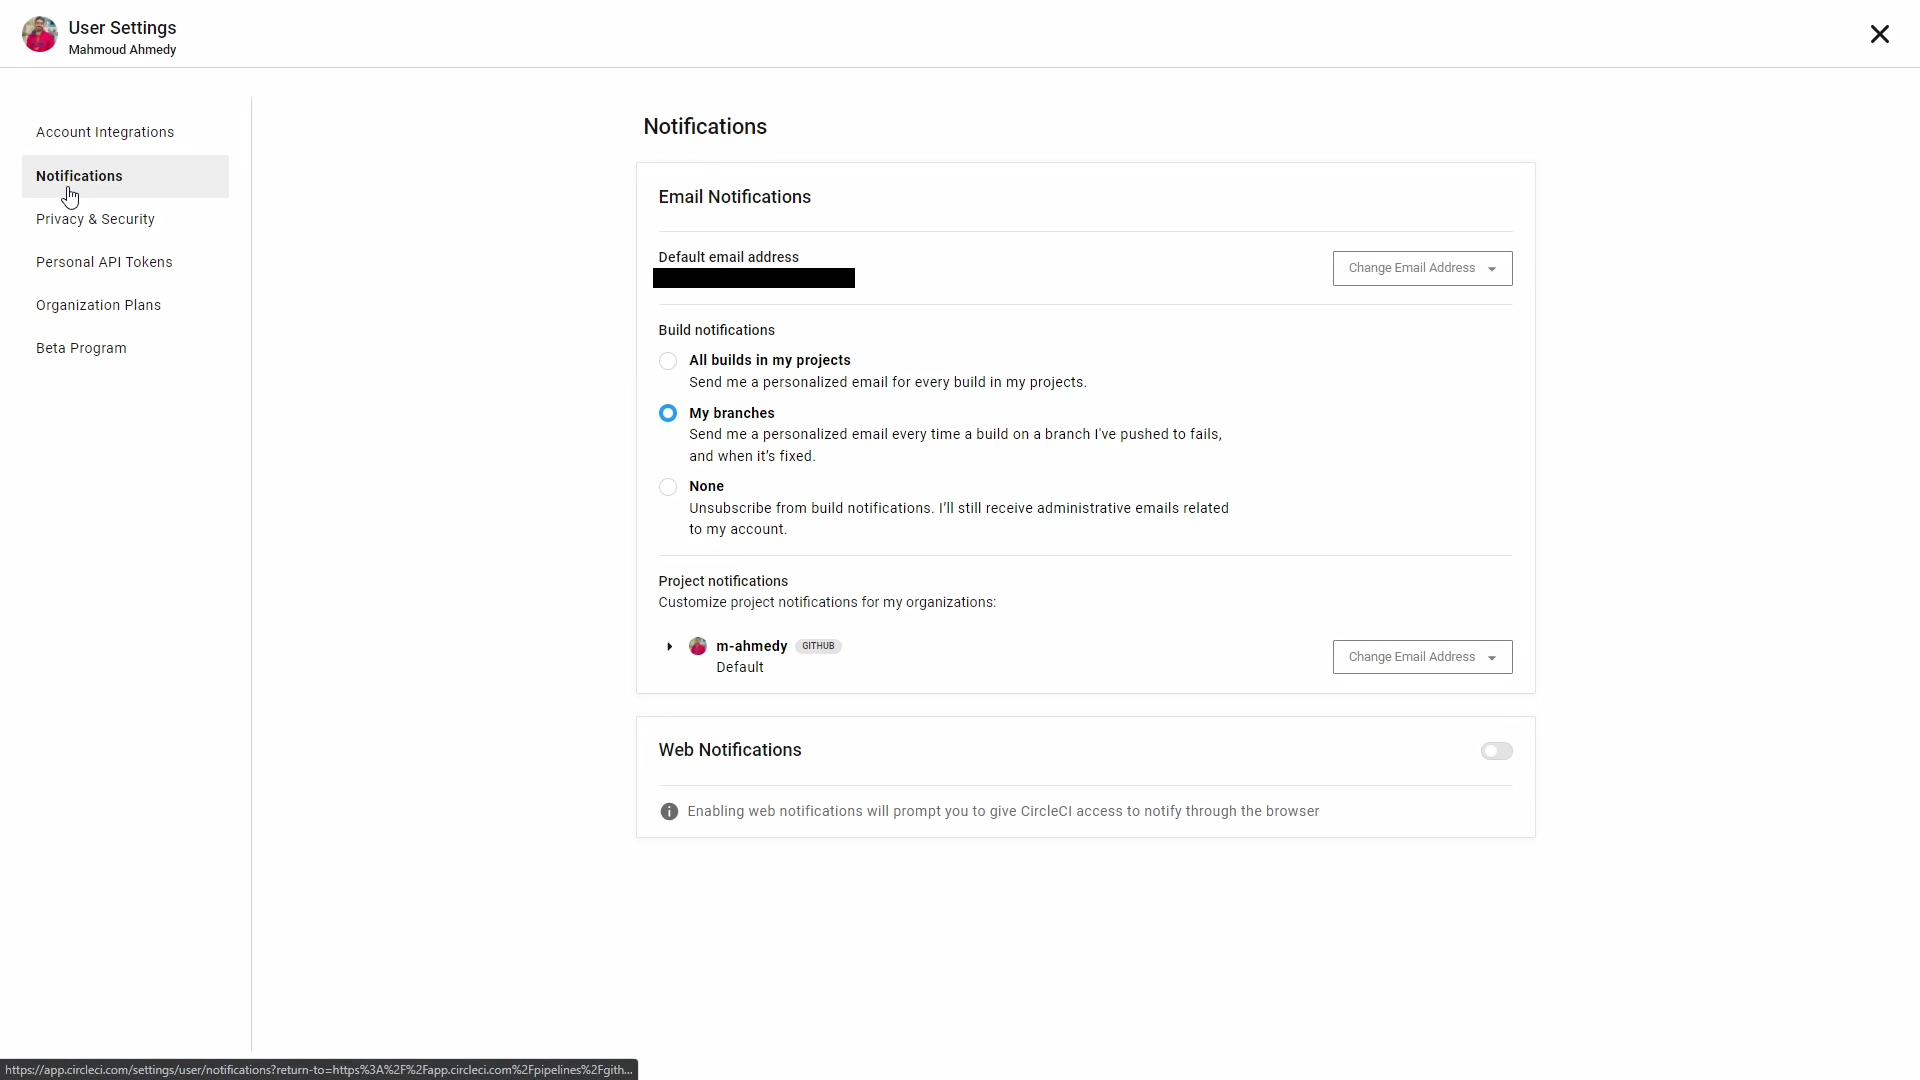 User Settings
Mahmoud Ahmedy
Account Integrations
Notifications
Privacy & Security
Personal API Tokens
Organization Plans
Beta Program
Notifications
Email Notifications
Default email address
Change Email Address
Build notifications
All builds in my projects
Send me a personalized email for every build in my projects.
My branches
Send me a personalized email every time a build on a branch I've pushed to fails,
and when it’s fixed.
None
Unsubscribe from build notifications. I’ll still receive administrative emails related
to my account.
Project notifications
Customize project notifications for my organizations:
m-ahmedy GITHUB
Default
Change Email Address
Web Notifications
Enabling web notifications will prompt you to give CircleCI access to notify through the browser
https://app.circleci.com/settings/user/notifications?return-to=https%3A%2F%2Fapp.circleci.com%2Fpipelines%2Fgith...